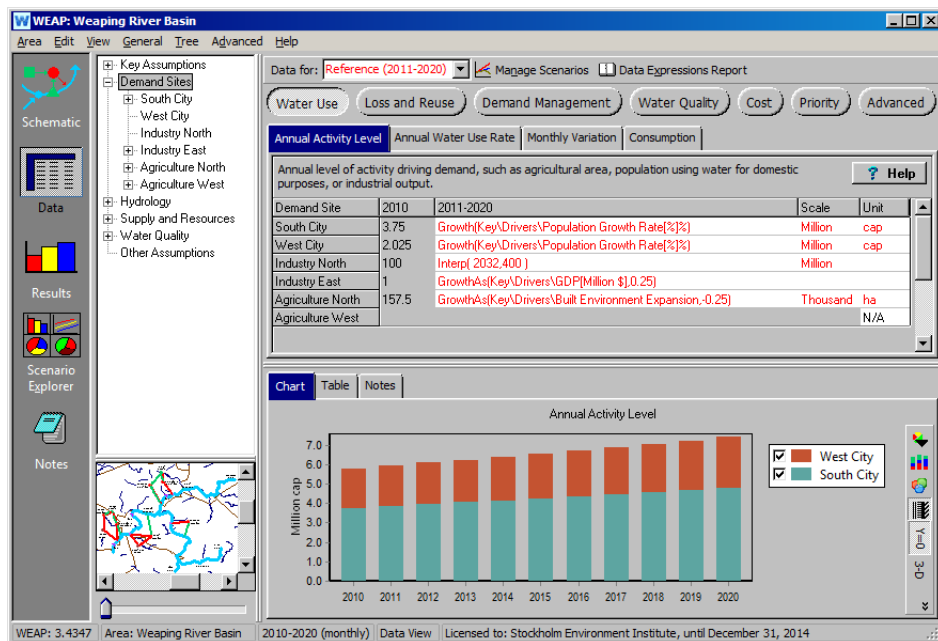 WEAP: Weaping River Basin
Area Edit View General Tree Advanced Help
Schematic
Data
Results
Scenario
Explorer
Notes
Key Assumptions
Demand Sites
South City
West City
Industry North
Industry East
Agriculture North
Agriculture West
Hydrology
Supply and Resources
Water Quality
Other Assumptions
Data for: Reference (2011-2020) Manage Scenarios Data Expressions Report
Water Use Loss and Reuse Demand Management Water Quality Cost Priority Advanced
Annual Activity Level Annual Water Use Rate Monthly Variation Consumption
Annual level of activity driving demand, such as agricultural area, population using water for domestic
purposes, or industrial output.
? Help
Demand Site 2010 2011-2020 Scale Unit
South City 3.75 Growth(Key\Drivers\Population Growth Rate[%]%) Million cap
West City 2.025 Growth(Key\Drivers\Population Growth Rate[%]%) Million cap
Industry North 100 Interp( 2032,400 ) Million
Industry East 1 GrowthAs(Key\Drivers\GDP[Million $],0.25)
Agriculture North 157.5 GrowthAs(Key\Drivers\Built Environment Expansion,-0.25) Thousand ha
Agriculture West N/A
Chart Table Notes
Annual Activity Level
Million cap
7.0
6.0
5.0
4.0
3.0
2.0
1.0
0.0
2010 2011 2012 2013 2014 2015 2016 2017 2018 2019 2020
West City
South City
Y=0
3-D
WEAP: 3.4347 Area: Weaping River Basin 2010-2020 (monthly) Data View Licensed to: Stockholm Environment Institute, until December 31, 2014